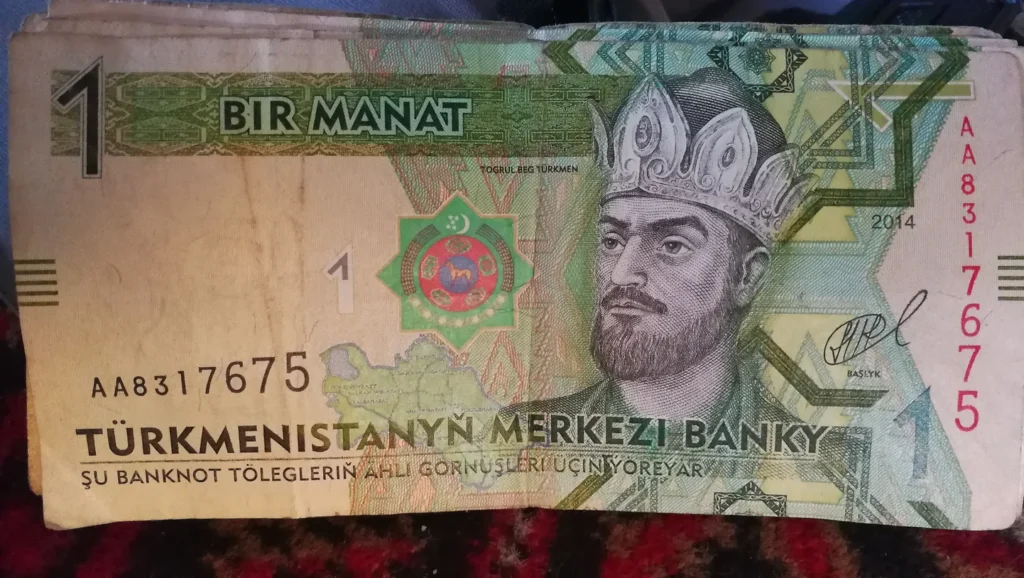 1
BIR MANAT
TOGRUL BEG TÜRKMEN
2014
AA8317675
1
AA8317675
BAŞLYK
1
TÜRKMENISTANYŇ MERKEZI BANKY
ŞU BANKNOT TÖLEGLERIŇ ÄHLI GÖRNÜŞLERI ÜÇIN ÝÖREÝÄR